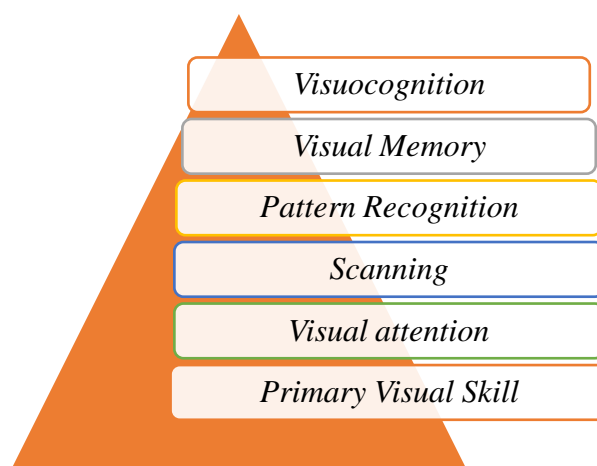 Visuocognition
Visual Memory
Pattern Recognition
Scanning
Visual attention
Primary Visual Skill